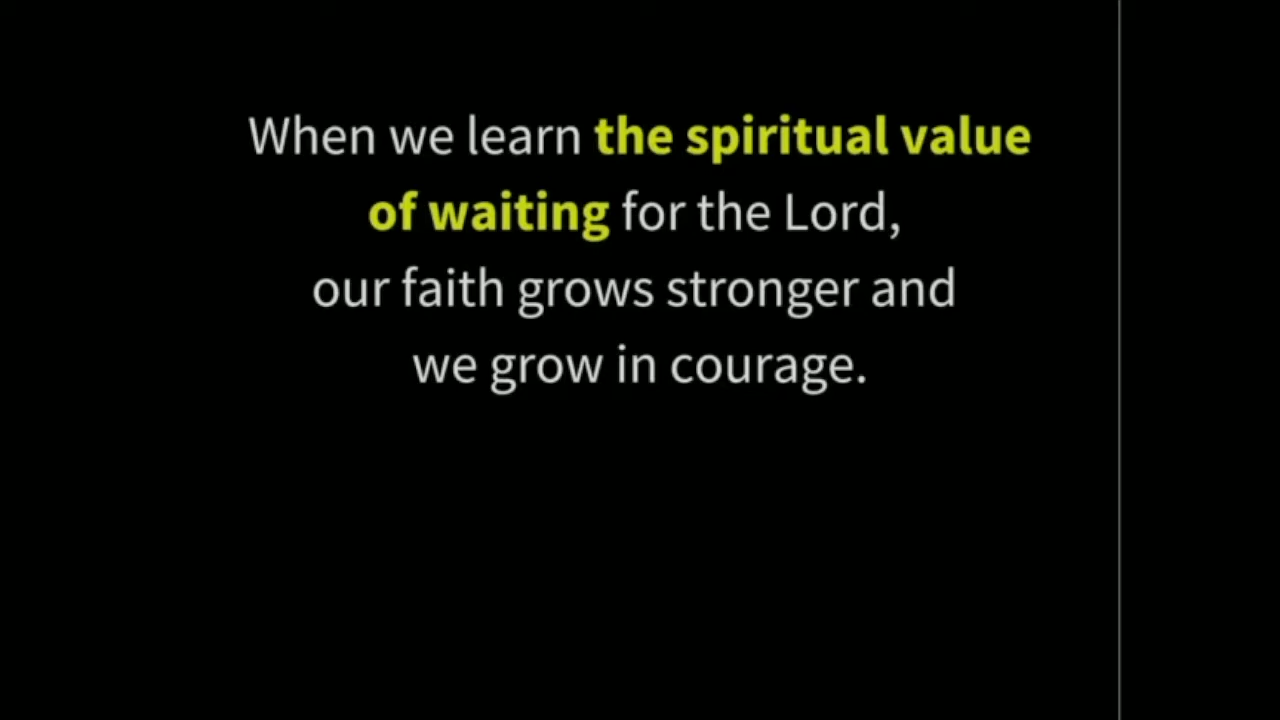 When we learn the spiritual value
of waiting for the Lord,
our faith grows stronger and
we grow in courage.